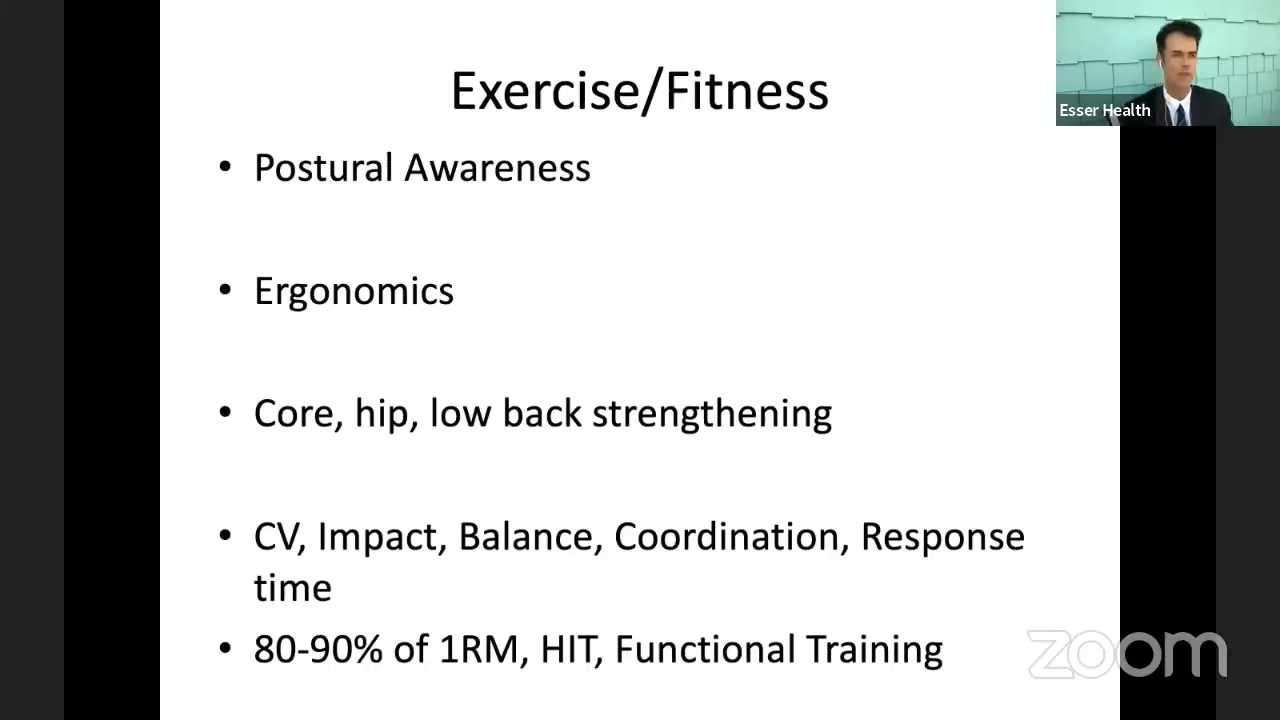 Exercise/Fitness
Esser Health
• Postural Awareness
• Ergonomics
• Core, hip, low back strengthening
• CV, Impact, Balance, Coordination, Response
time
• 80-90% of 1RM, HIT, Functional Training
zoom